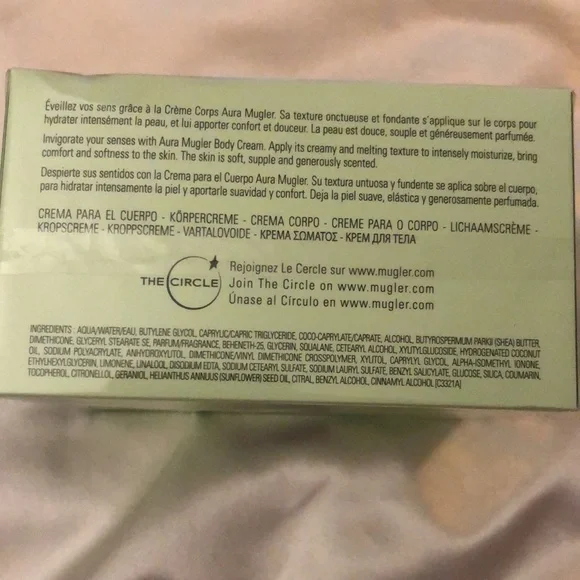 Éveillez vos sens grâce à la Crème Corps Aura Mugler. Sa texture onctueuse et fondante s'applique sur le corps pour
hydrater intensément la peau, et lui apporter confort et douceur. La peau est douce, souple et généreusement parfumée.
Invigorate your senses with Aura Mugler Body Cream. Apply its creamy and melting texture to intensely moisturize, bring
comfort and softness to the skin. The skin is soft, supple and generously scented.
Despierte sus sentidos con la Crema para el Cuerpo Aura Mugler. Su textura untuosa y fundente se aplica sobre el cuerpo,
para hidratar intensamente la piel y aportarle suavidad y confort. Deja la piel suave, elástica y generosamente perfumada.
CREMA PARA EL CUERPO - KÖRPERCREME - CREMA CORPO - CREME PARA O CORPO - LICHAAMSCRÈME -
KROPSCREME - KROPPSCREME - VARTALOVOIDE - ΚΡΕΜΑ ΣΩΜΑΤΟΣ - КРЕМ ДЛЯ ТЕЛА
THE CIRCLE
Rejoignez Le Cercle sur www.mugler.com
Join The Circle on www.mugler.com
Únase al Círculo en www.mugler.com
INGREDIENTS : AQUA/WATER/EAU, BUTYLENE GLYCOL, CAPRYLIC/CAPRIC TRIGLYCERIDE, COCO-CAPRYLATE/CAPRATE, ALCOHOL, BUTYROSPERMUM PARKII (SHEA) BUTTER,
DIMETHICONE, GLYCERYL STEARATE SE, PARFUM/FRAGRANCE, BEHENETH-25, GLYCERIN, SQUALANE, CETEARYL ALCOHOL, XYLITYLGLUCOSIDE, HYDROGENATED COCONUT
OIL, SODIUM POLYACRYLATE, ANHYDROXYLITOL, DIMETHICONE/VINYL DIMETHICONE CROSSPOLYMER, XYLITOL, CAPRYLYL GLYCOL, ALPHA-ISOMETHYL IONONE,
ETHYLHEXYLGLYCERIN, LIMONENE, LINALOOL, DISODIUM EDTA, SODIUM CETEARYL SULFATE, SODIUM LAURYL SULFATE, BENZYL SALICYLATE, GLUCOSE, SILICA, COUMARIN,
TOCOPHEROL, CITRONELLOL, GERANIOL, HELIANTHUS ANNUUS (SUNFLOWER) SEED OIL, CITRAL, BENZYL ALCOHOL, CINNAMYL ALCOHOL [C3321A]